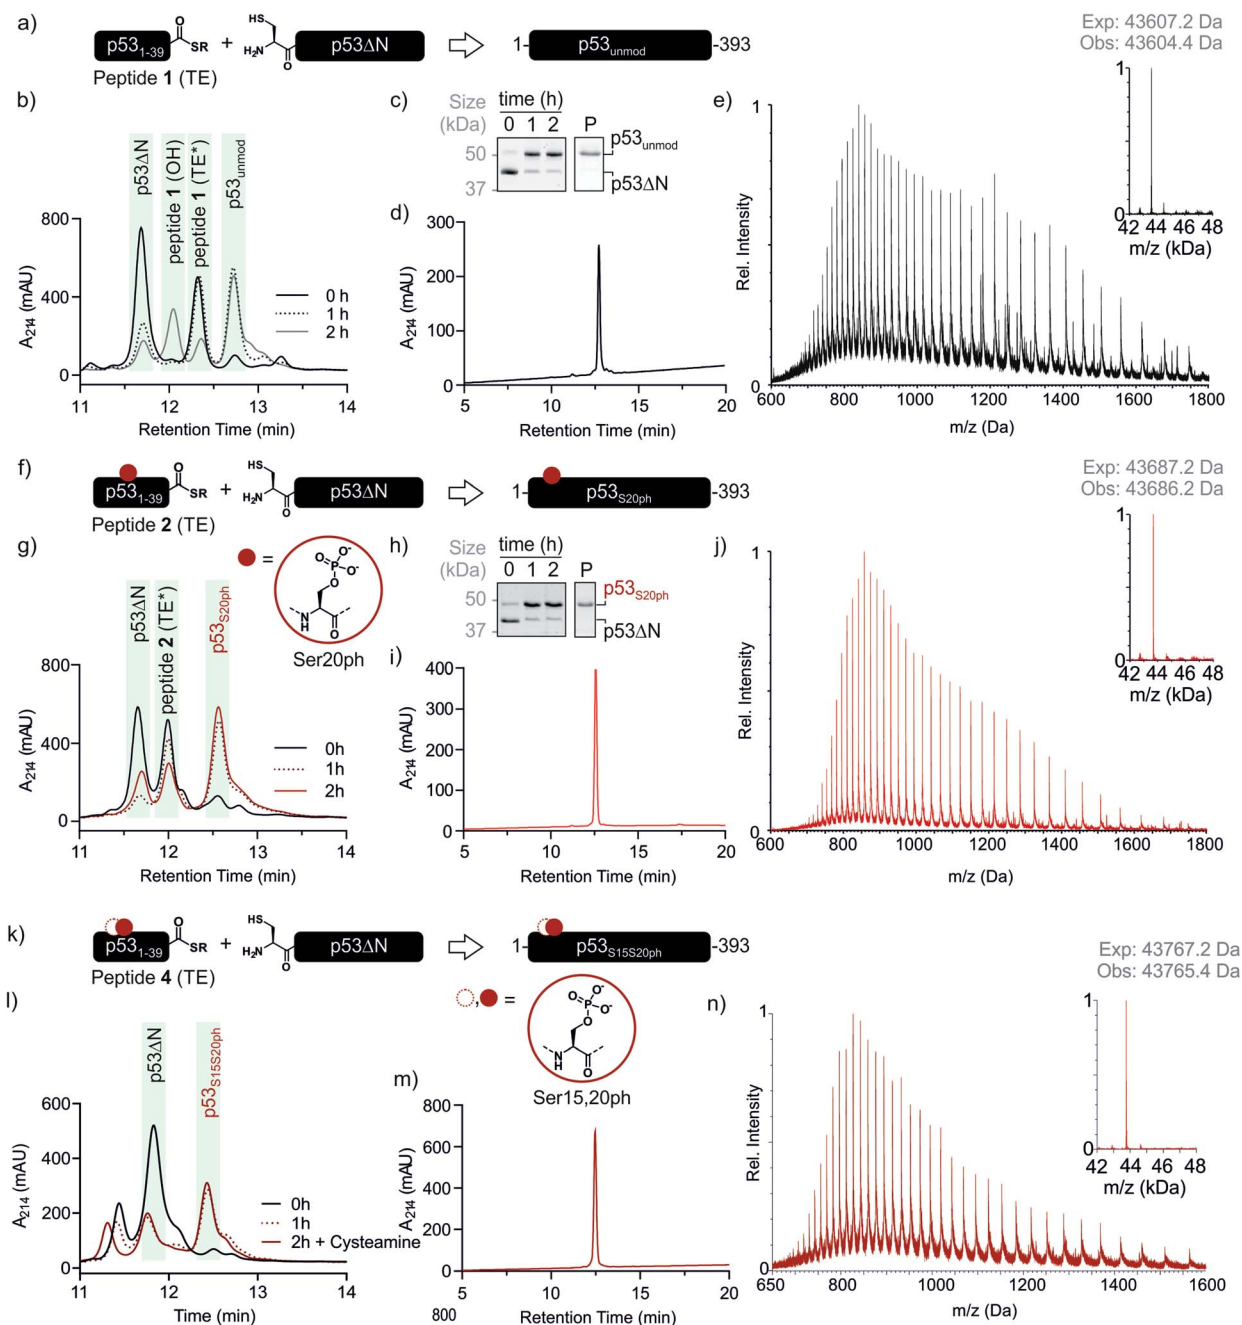 a)
p53₁₋₃₉
O
SR
+
HS
H₂N
O
p53ΔN
1-
p53unmod
-393
Exp: 43607.2 Da
Obs: 43604.4 Da
Peptide 1 (TE)
b)
p53ΔN
peptide 1 (OH)
peptide 1 (TE*)
p53unmod
800
400
0
A₂₁₄ (mAU)
0 h
1 h
2 h
11 12 13 14
Retention Time (min)
c)
Size
(kDa)
time (h)
0 1 2
P
50
37
p53unmod
p53ΔN
d)
300
200
100
0
A₂₁₄ (mAU)
5 10 15 20
Retention Time (min)
e)
1
0
Rel. Intensity
600 800 1000 1200 1400 1600 1800
m/z (Da)
1
0
42 44 46 48
m/z (kDa)
f)
p53₁₋₃₉
O
SR
+
HS
H₂N
O
p53ΔN
1-
p53S20ph
-393
Exp: 43687.2 Da
Obs: 43686.2 Da
Peptide 2 (TE)
g)
p53ΔN
peptide 2 (TE*)
p53S20ph
800
400
0
A₂₁₄ (mAU)
0h
1h
2h
11 12 13 14
Retention Time (min)
=
O
P
O⁻
O⁻
O
N
H
O
Ser20ph
h)
Size
(kDa)
time (h)
0 1 2
P
50
37
p53S20ph
p53ΔN
i)
400
300
200
100
0
A₂₁₄ (mAU)
5 10 15 20
Retention Time (min)
j)
1
0
Rel. Intensity
600 800 1000 1200 1400 1600 1800
m/z (Da)
1
0
42 44 46 48
m/z (kDa)
k)
p53₁₋₃₉
O
SR
+
HS
H₂N
O
p53ΔN
1-
p53S15S20ph
-393
Exp: 43767.2 Da
Obs: 43765.4 Da
Peptide 4 (TE)
l)
p53ΔN
p53S15S20ph
600
400
200
0
A₂₁₄ (mAU)
0h
1h
2h + Cysteamine
11 12 13 14
Time (min)
, =
O
P
O⁻
O⁻
O
N
H
O
Ser15,20ph
m)
800
600
400
200
0
A₂₁₄ (mAU)
5 10 15 20
800
Retention Time (min)
n)
1
0
Rel. Intensity
650 800 1000 1200 1400 1600
m/z (Da)
1
0
42 44 46 48
m/z (kDa)